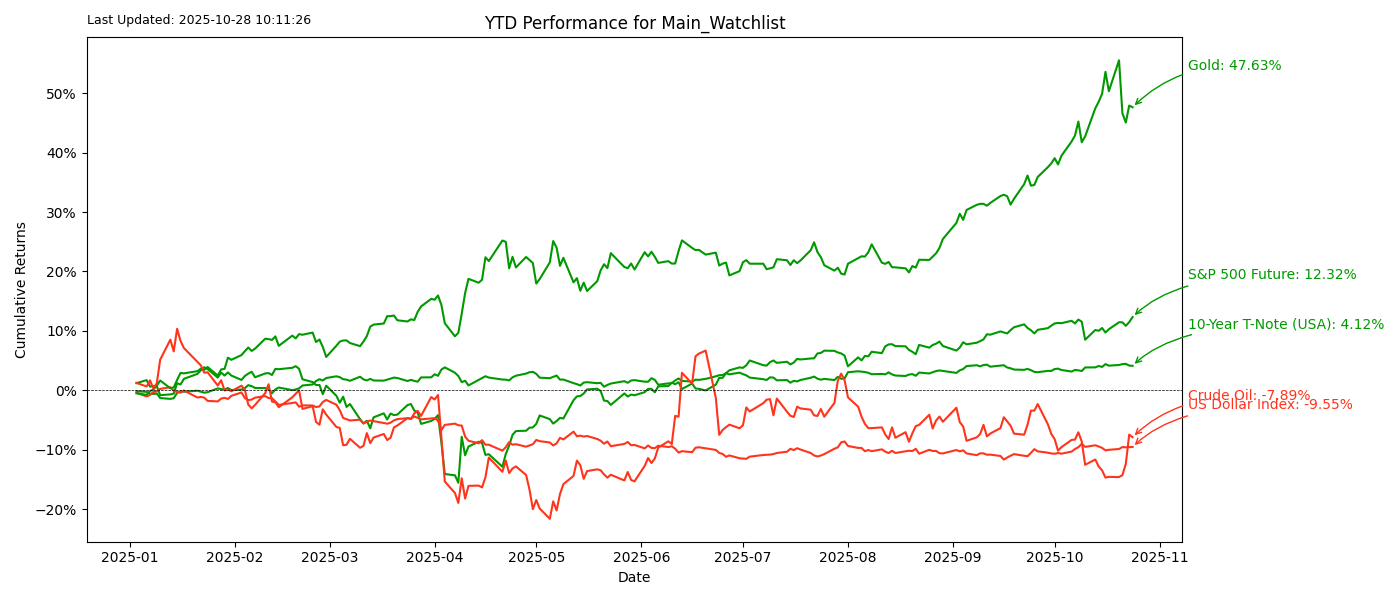 Last Updated: 2025-10-28 10:11:26
YTD Performance for Main_Watchlist
Cumulative Returns
50%
40%
30%
20%
10%
0%
−10%
−20%
Gold: 47.63%
S&P 500 Future: 12.32%
10-Year T-Note (USA): 4.12%
Crude Oil: -7.89%
US Dollar Index: -9.55%
2025-01 2025-02 2025-03 2025-04 2025-05 2025-06 2025-07 2025-08 2025-09 2025-10 2025-11
Date